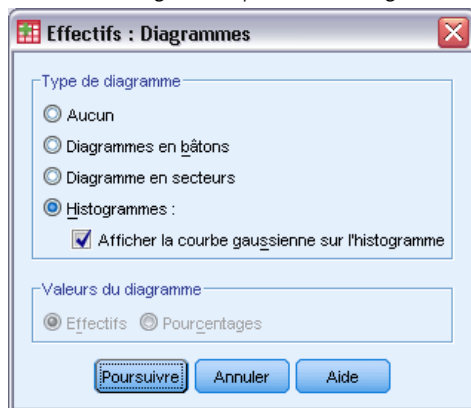 Effectifs : Diagrammes
Type de diagramme
Aucun
Diagrammes en bâtons
Diagramme en secteurs
Histogrammes :
Afficher la courbe gaussienne sur l'histogramme
Valeurs du diagramme
Effectifs Pourcentages
Poursuivre Annuler Aide